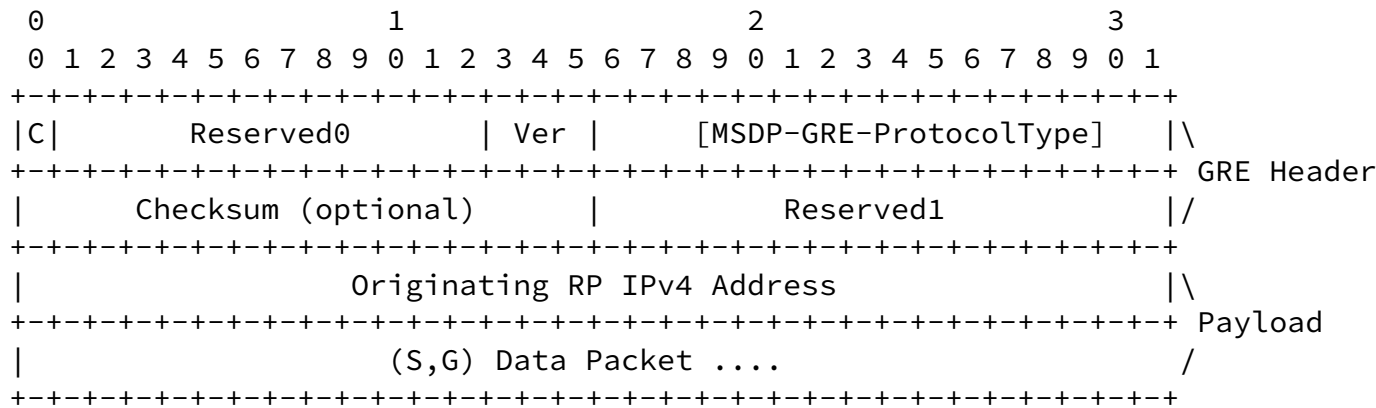 0                   1                   2                   3
 0 1 2 3 4 5 6 7 8 9 0 1 2 3 4 5 6 7 8 9 0 1 2 3 4 5 6 7 8 9 0 1
+-+-+-+-+-+-+-+-+-+-+-+-+-+-+-+-+-+-+-+-+-+-+-+-+-+-+-+-+-+-+-+-+
|C|       Reserved0       | Ver |     [MSDP-GRE-ProtocolType]   |\
+-+-+-+-+-+-+-+-+-+-+-+-+-+-+-+-+-+-+-+-+-+-+-+-+-+-+-+-+-+-+-+-+ GRE Header
|      Checksum (optional)      |          Reserved1            |/
+-+-+-+-+-+-+-+-+-+-+-+-+-+-+-+-+-+-+-+-+-+-+-+-+-+-+-+-+-+-+-+-+
|                  Originating RP IPv4 Address                  |\
+-+-+-+-+-+-+-+-+-+-+-+-+-+-+-+-+-+-+-+-+-+-+-+-+-+-+-+-+-+-+-+-+ Payload
|                    (S,G) Data Packet ....                      /
+-+-+-+-+-+-+-+-+-+-+-+-+-+-+-+-+-+-+-+-+-+-+-+-+-+-+-+-+-+-+-+-+